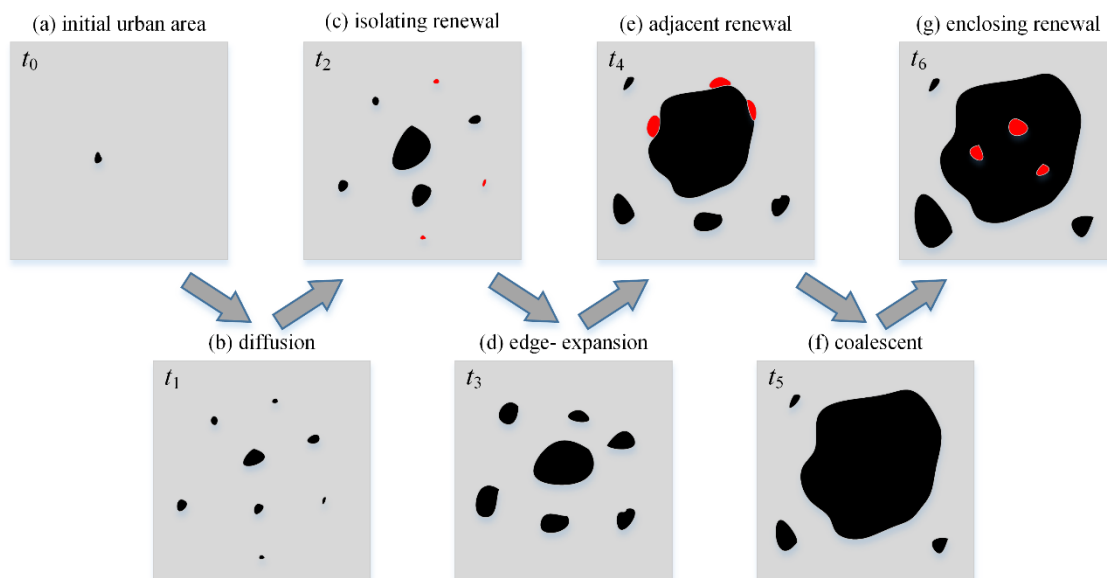 (a) initial urban area
t₀
(c) isolating renewal
t₂
(e) adjacent renewal
t₄
(g) enclosing renewal
t₆
(b) diffusion
t₁
(d) edge- expansion
t₃
(f) coalescent
t₅